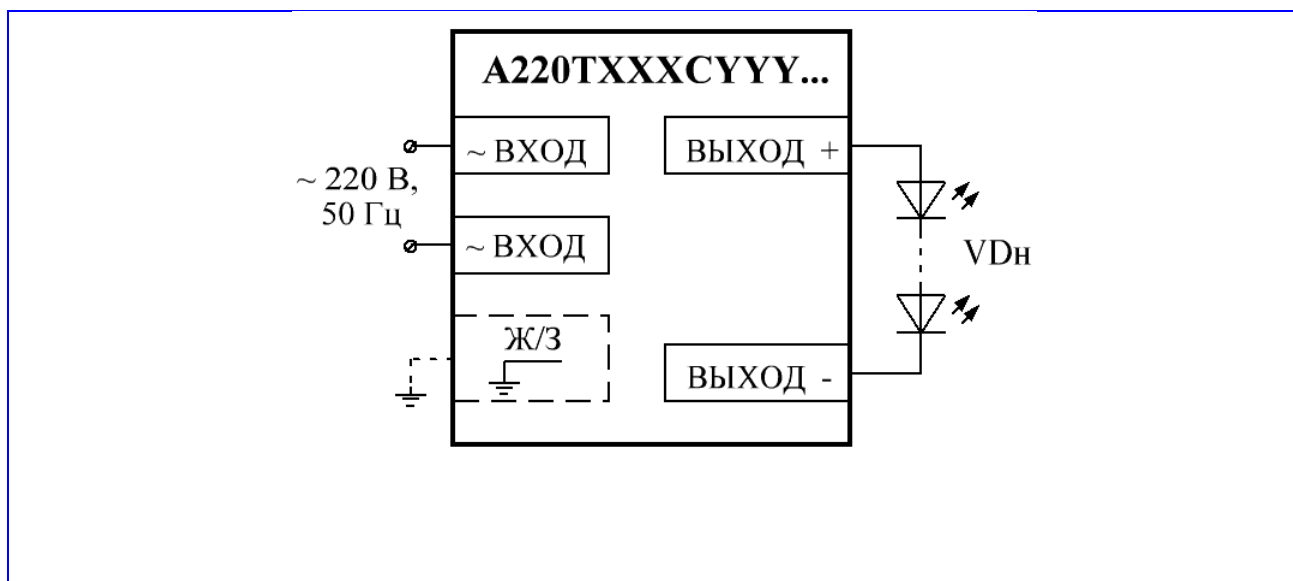 A220TXXXCYYY...
~ ВХОД
ВЫХОД +
~ 220 В,
50 Гц
~ ВХОД
VDн
Ж/З
ВЫХОД -